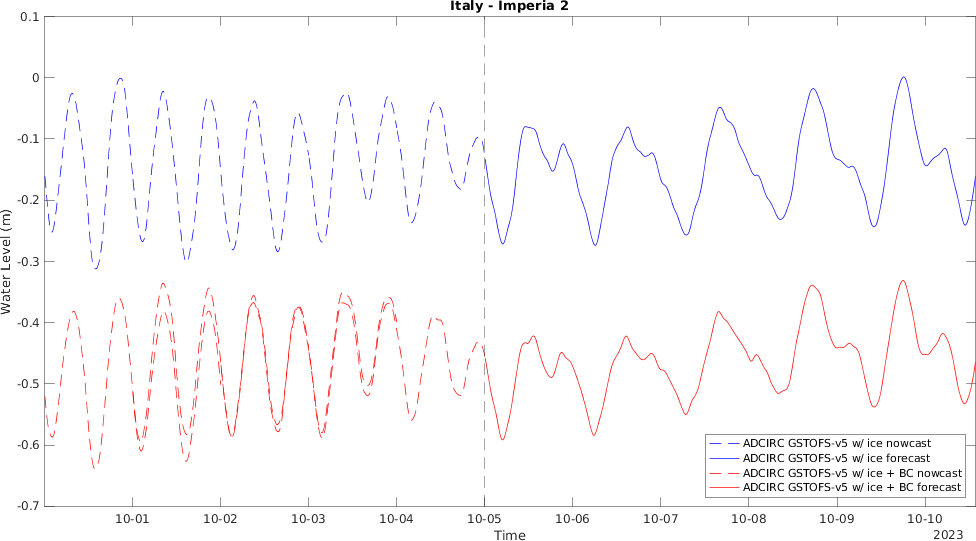 Italy - Imperia 2
0.1
0
-0.1
-0.2
-0.3
-0.4
-0.5
-0.6
-0.7
Water Level (m)
10-01 10-02 10-03 10-04 10-05 10-06 10-07 10-08 10-09 10-10
Time
2023
ADCIRC GSTOFS-v5 w/ ice nowcast
ADCIRC GSTOFS-v5 w/ ice forecast
ADCIRC GSTOFS-v5 w/ ice + BC nowcast
ADCIRC GSTOFS-v5 w/ ice + BC forecast